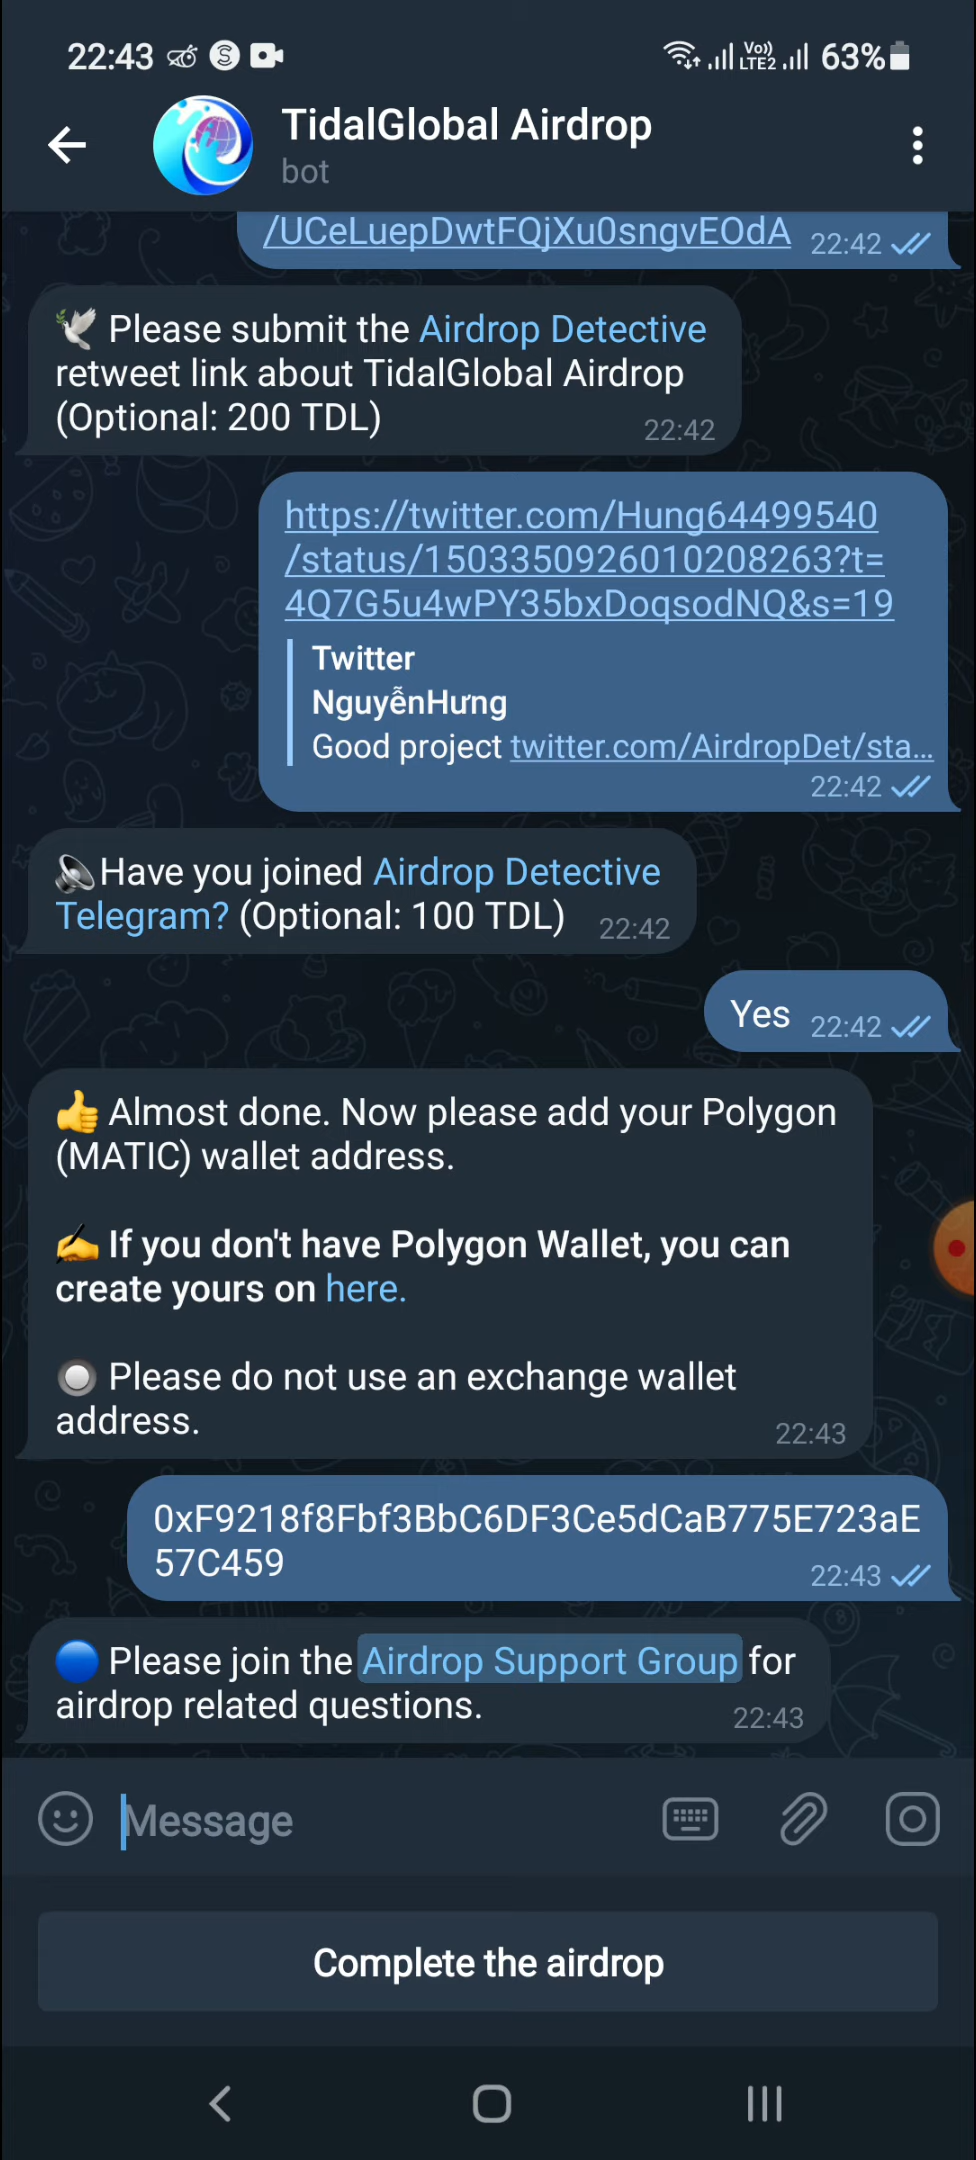 22:43
Vo))
LTE2
63%
TidalGlobal Airdrop
bot
/UCeLuepDwtFQjXu0sngvEOdA 22:42
🕊️ Please submit the Airdrop Detective
retweet link about TidalGlobal Airdrop
(Optional: 200 TDL)
22:42
https://twitter.com/Hung64499540
/status/1503350926010208263?t=
4Q7G5u4wPY35bxDoqsodNQ&s=19
Twitter
NguyễnHưng
Good project twitter.com/AirdropDet/sta...
22:42
🔊Have you joined Airdrop Detective
Telegram? (Optional: 100 TDL) 22:42
Yes 22:42
👍 Almost done. Now please add your Polygon
(MATIC) wallet address.
✍️ If you don't have Polygon Wallet, you can
create yours on here.
🔘 Please do not use an exchange wallet
address.
22:43
0xF9218f8Fbf3BbC6DF3Ce5dCaB775E723aE
57C459
22:43
🔵 Please join the Airdrop Support Group for
airdrop related questions.
22:43
Message
Complete the airdrop